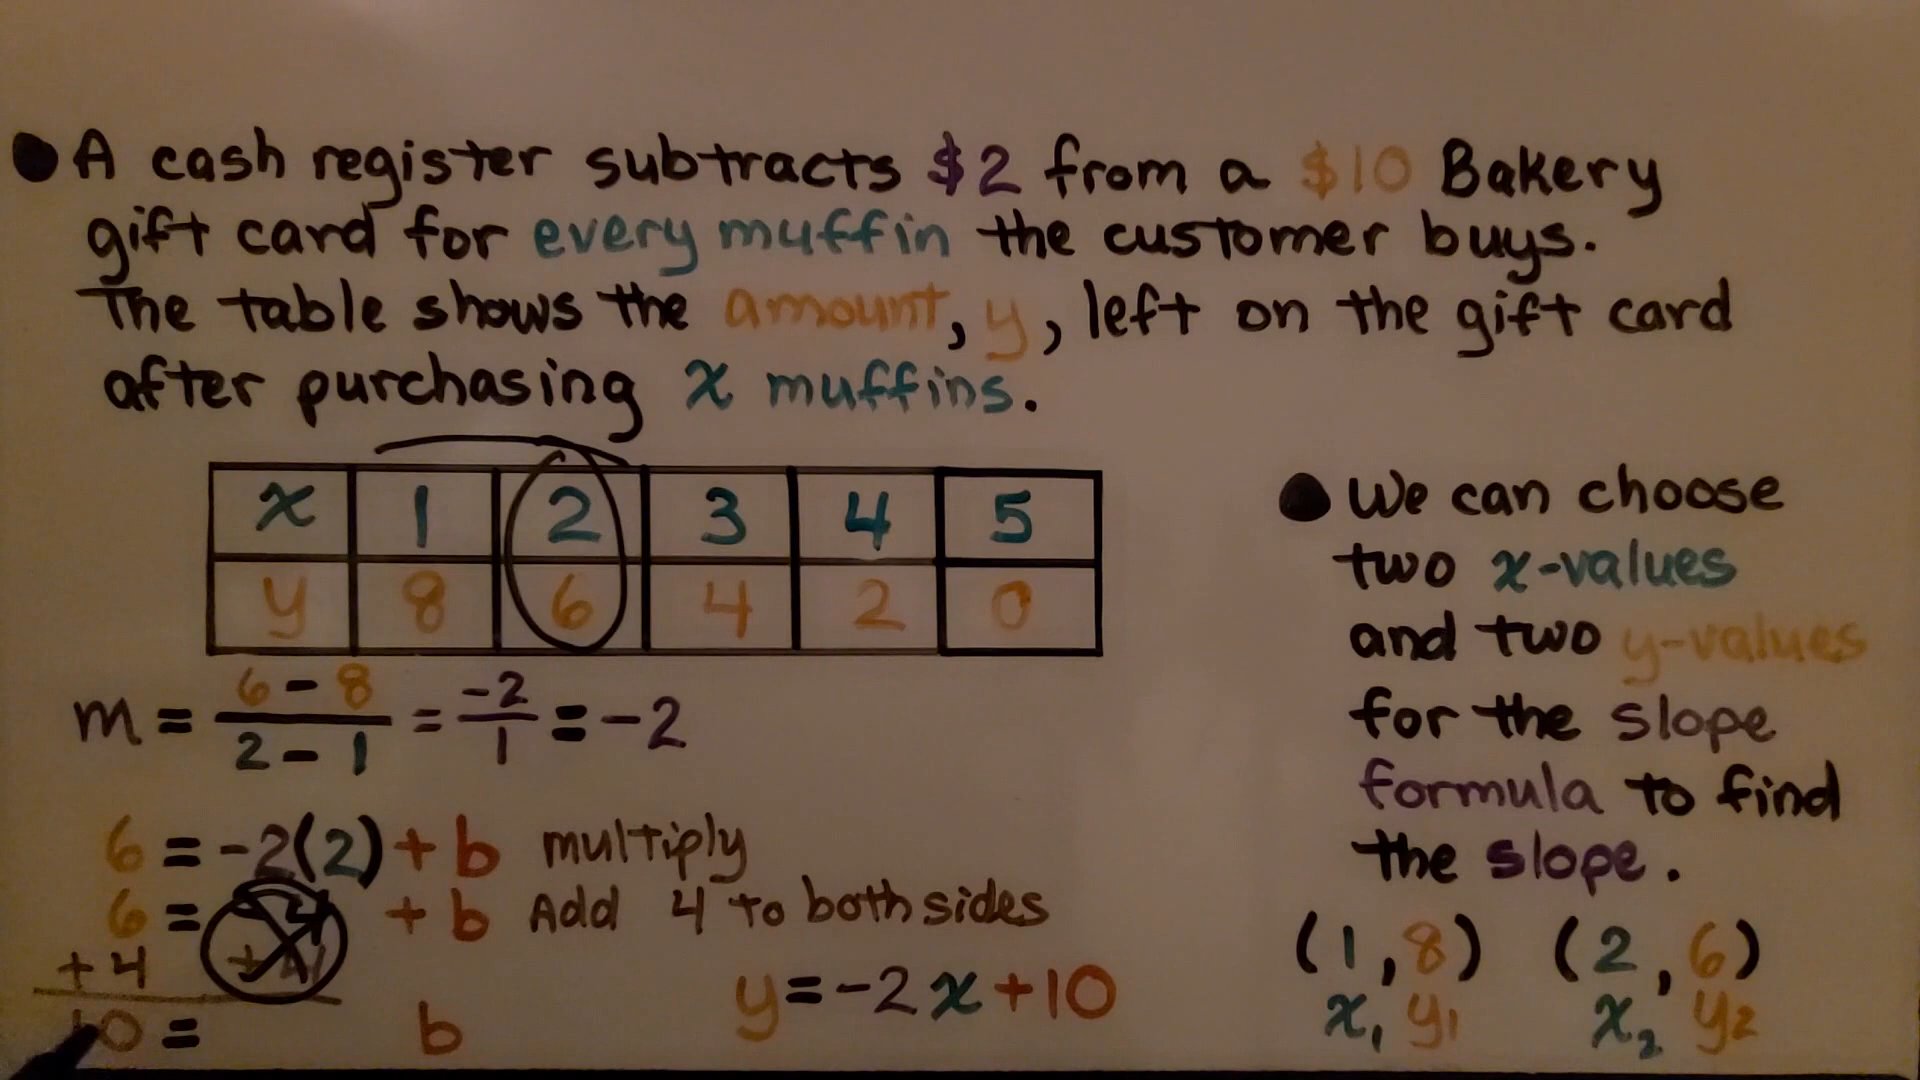 A cash register subtracts $2 from a $10 Bakery
gift card for every muffin the customer buys.
The table shows the amount, y, left on the gift card
after purchasing x muffins.
x 1 2 3 4 5
y 8 6 4 2 0
m = 6 - 8 / 2 - 1 = -2 / 1 = -2
6 = -2(2) + b multiply
6 = -4 + b Add 4 to both sides
+4 +4
10 = b
y = -2x + 10
We can choose
two x-values
and two y-values
for the slope
formula to find
the slope.
(1, 8) (2, 6)
x₁ y₁ x₂ y₂